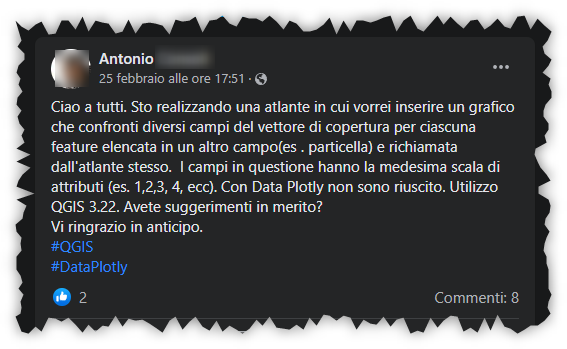 Antonio
25 febbraio alle ore 17:51 ·
Ciao a tutti. Sto realizzando una atlante in cui vorrei inserire un grafico
che confronti diversi campi del vettore di copertura per ciascuna
feature elencata in un altro campo(es . particella) e richiamata
dall'atlante stesso.  I campi in questione hanno la medesima scala di
attributi (es. 1,2,3, 4, ecc). Con Data Plotly non sono riuscito. Utilizzo
QGIS 3.22. Avete suggerimenti in merito?
Vi ringrazio in anticipo.
#QGIS
#DataPlotly
2
Commenti: 8